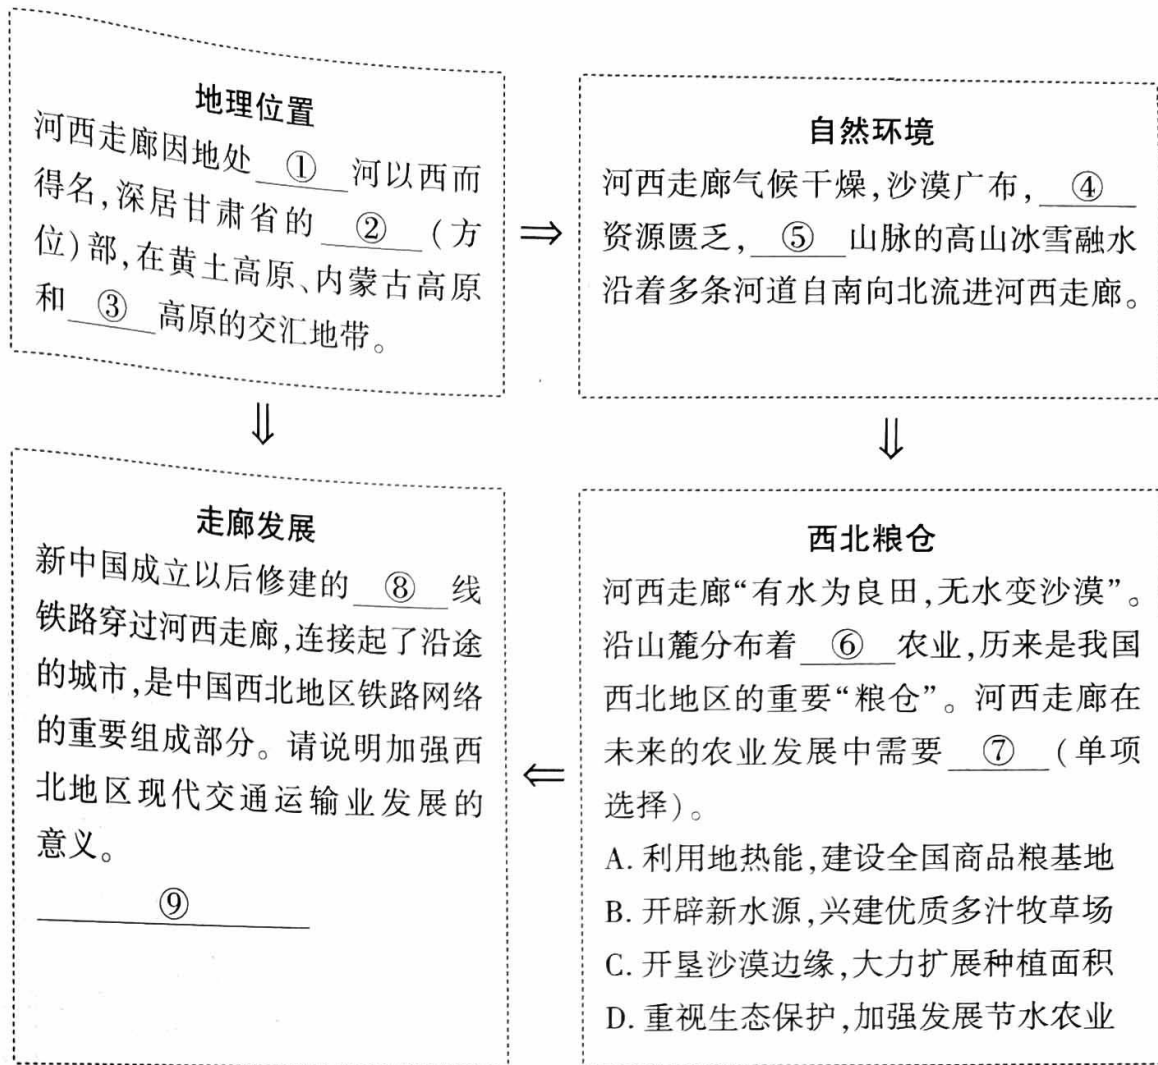 地理位置
河西走廊因地处 ① 河以西而
得名,深居甘肃省的 ② (方
位)部,在黄土高原、内蒙古高原
和 ③ 高原的交汇地带。
⇒
自然环境
河西走廊气候干燥,沙漠广布, ④
资源匮乏, ⑤ 山脉的高山冰雪融水
沿着多条河道自南向北流进河西走廊。
⇓
⇓
走廊发展
新中国成立以后修建的 ⑧ 线
铁路穿过河西走廊,连接起了沿途
的城市,是中国西北地区铁路网络
的重要组成部分。请说明加强西
北地区现代交通运输业发展的
意义。
⑨
⇐
西北粮仓
河西走廊“有水为良田,无水变沙漠”。
沿山麓分布着 ⑥ 农业,历来是我国
西北地区的重要“粮仓”。河西走廊在
未来的农业发展中需要 ⑦ (单项
选择)。
A. 利用地热能,建设全国商品粮基地
B. 开辟新水源,兴建优质多汁牧草场
C. 开垦沙漠边缘,大力扩展种植面积
D. 重视生态保护,加强发展节水农业